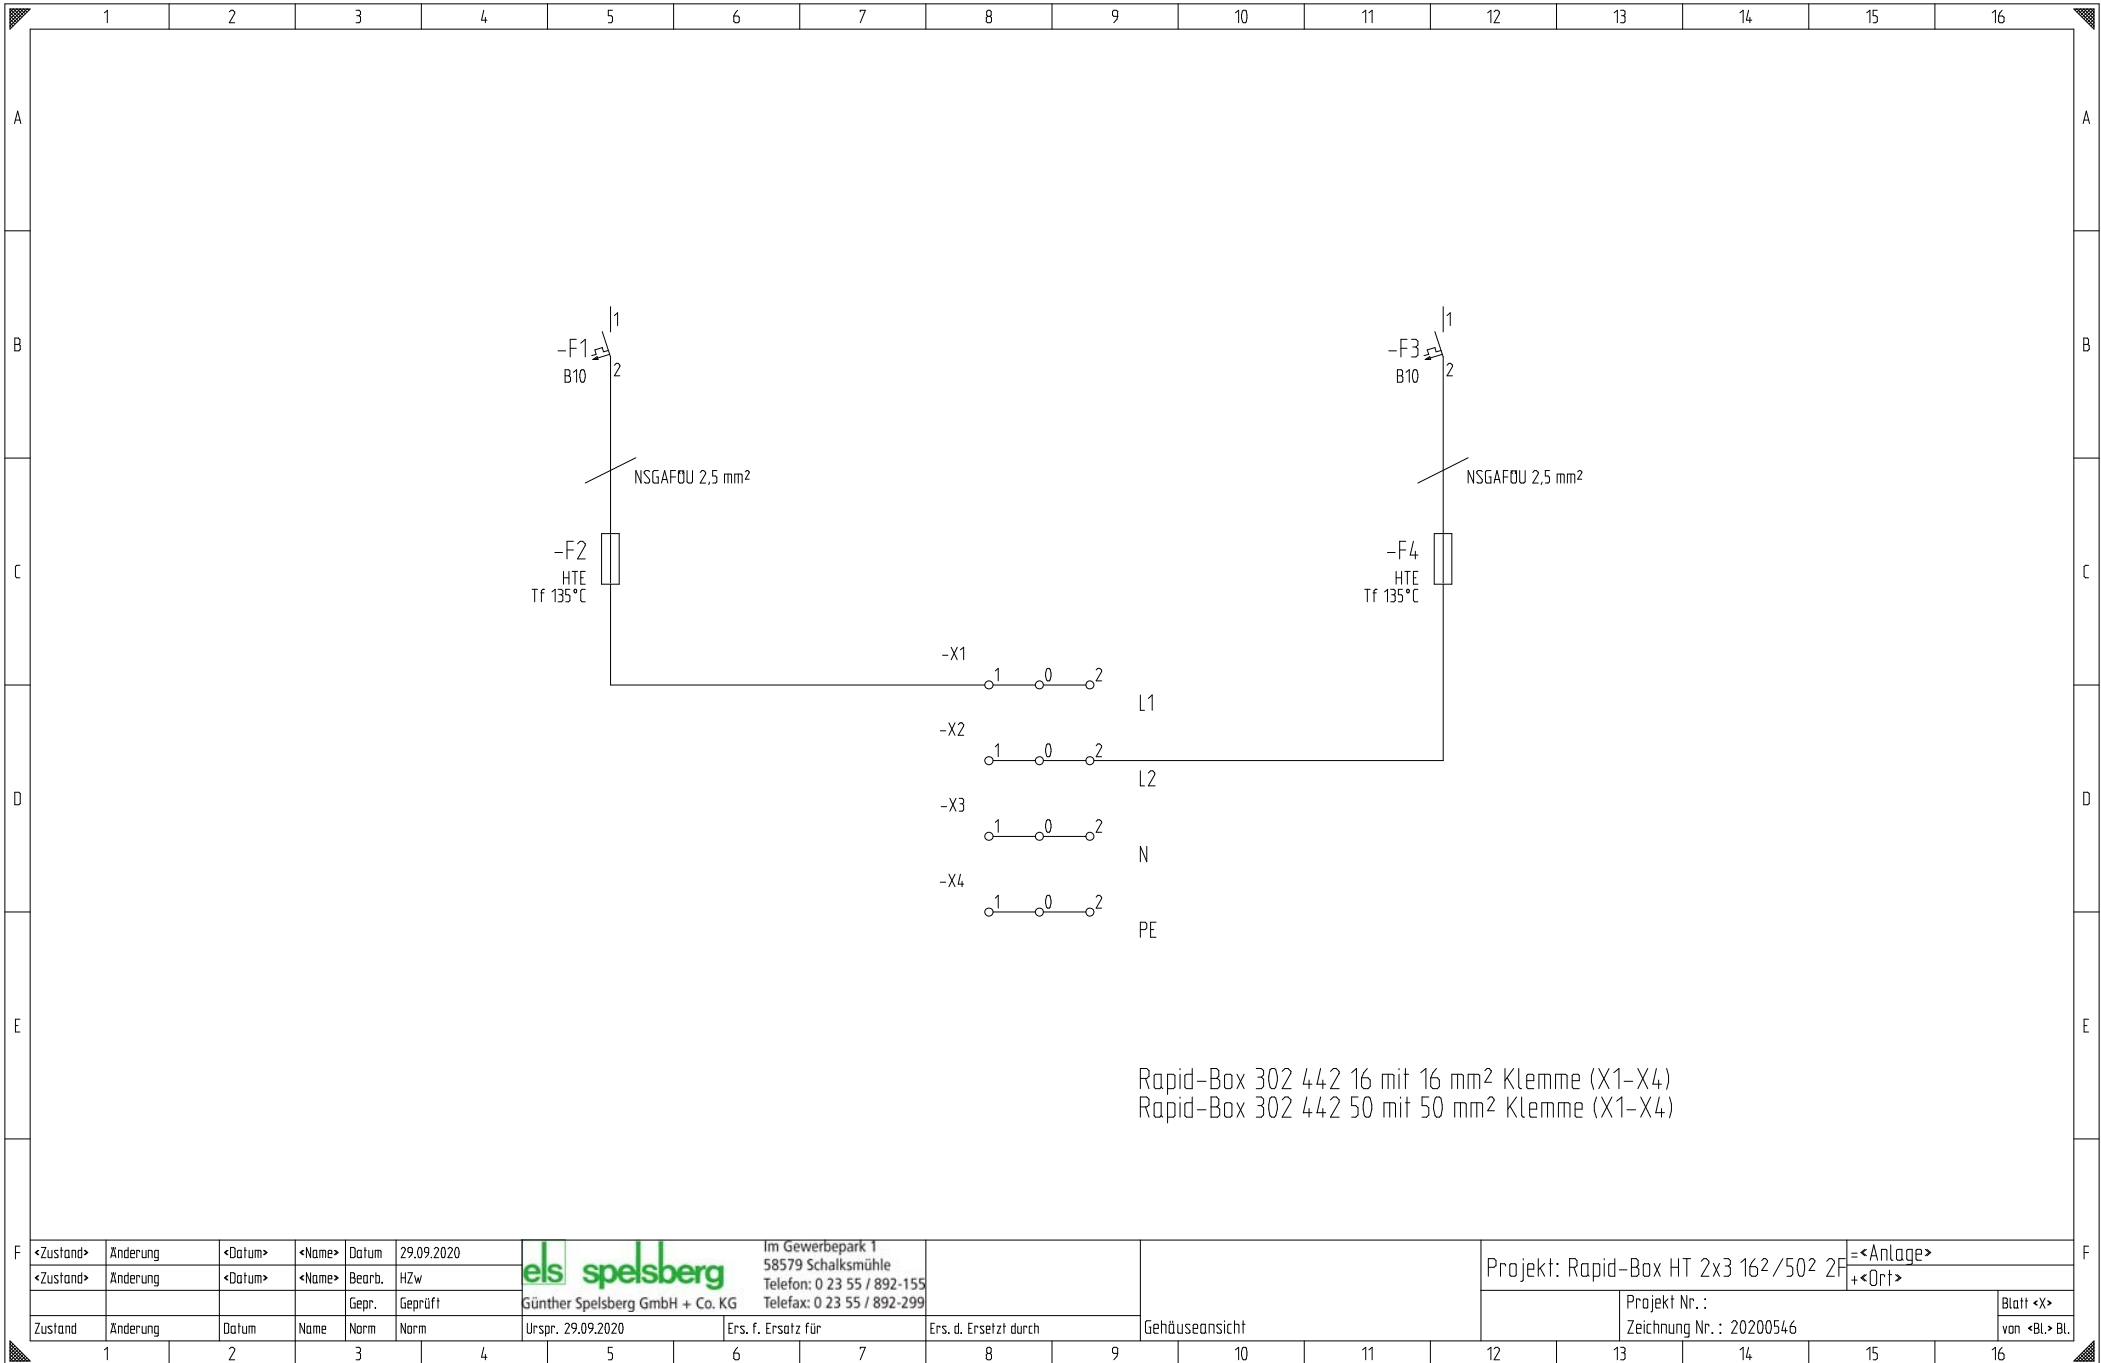 1 2 3 4 5 6 7 8 9 10 11 12 13 14 15 16
A A
1 1
B -F1 -F3 B
B10 2 B10 2
NSGAFÖU 2,5 mm² NSGAFÖU 2,5 mm²
-F2 -F4
C HTE HTE C
Tf 135°C Tf 135°C
-X1
1 0 2
L1
-X2
1 0 2
L2
D D
-X3
1 0 2
N
-X4
1 0 2
PE
E E
Rapid-Box 302 442 16 mit 16 mm² Klemme (X1-X4)
Rapid-Box 302 442 50 mit 50 mm² Klemme (X1-X4)
F F
<Zustand> Änderung <Datum> <Name> Datum 29.09.2020
<Zustand> Änderung <Datum> <Name> Bearb. HZw
Gepr. Geprüft
Zustand Änderung Datum Name Norm Norm
els spelsberg
Günther Spelsberg GmbH + Co. KG
Im Gewerbepark 1
58579 Schalksmühle
Telefon: 0 23 55 / 892-155
Telefax: 0 23 55 / 892-299
Urspr. 29.09.2020 Ers. f. Ersatz für Ers. d. Ersetzt durch
Gehäuseansicht
Projekt: Rapid-Box HT 2x3 16²/50² 2F
=<Anlage>
+<Ort>
Projekt Nr.:
Zeichnung Nr.: 20200546
Blatt <X>
von <Bl.> Bl.
1 2 3 4 5 6 7 8 9 10 11 12 13 14 15 16